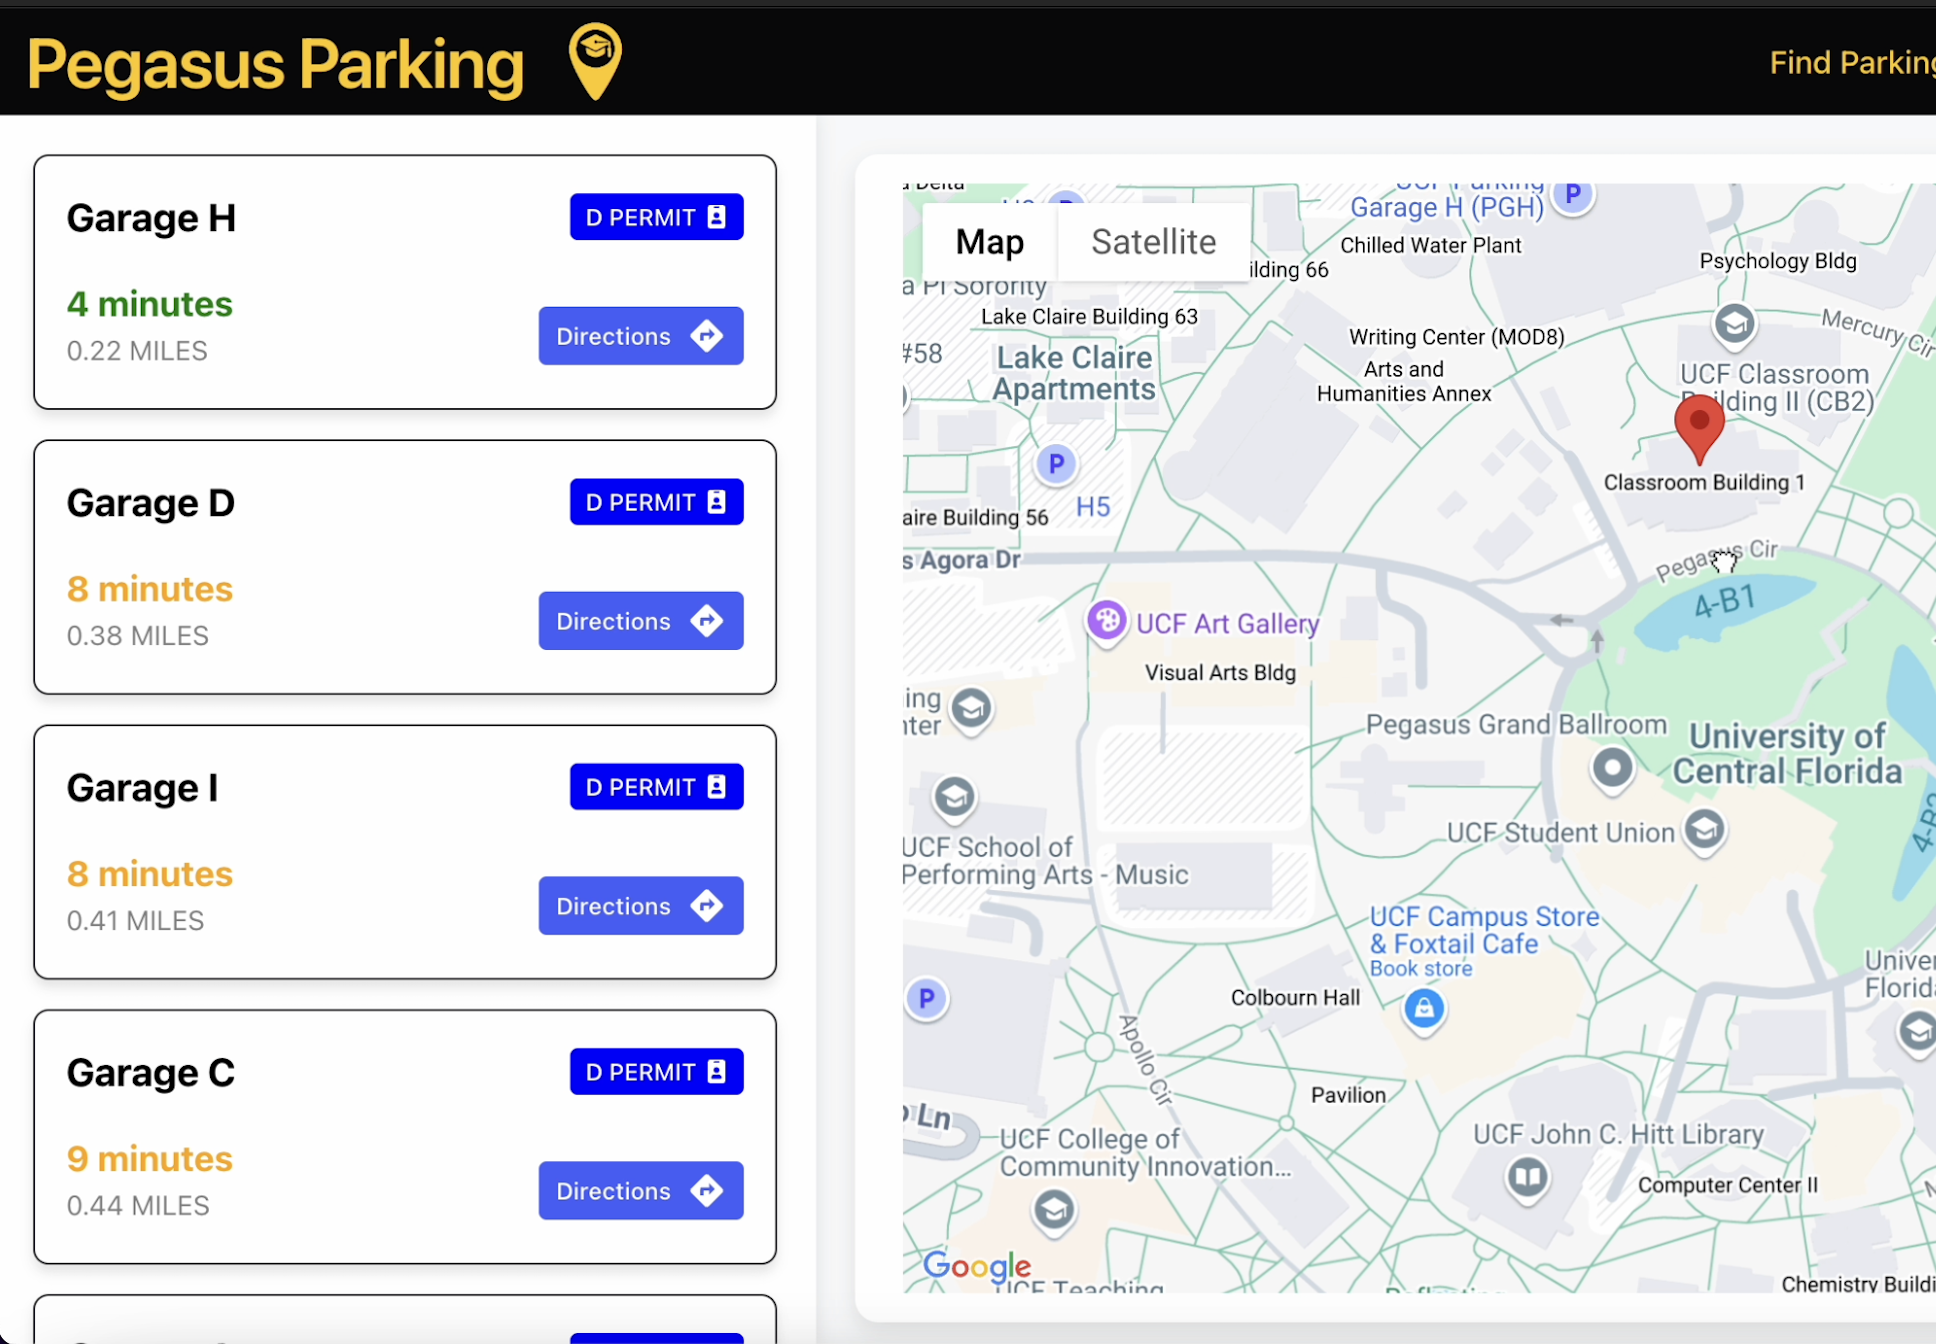 Pegasus Parking
Find Parking
Garage H
D PERMIT
4 minutes
0.22 MILES
Directions
Garage D
D PERMIT
8 minutes
0.38 MILES
Directions
Garage I
D PERMIT
8 minutes
0.41 MILES
Directions
Garage C
D PERMIT
9 minutes
0.44 MILES
Directions
Map
Satellite
UCF Parking
Garage H (PGH)
P
Chilled Water Plant
ilding 66
Psychology Bldg
a Pi Sorority
Lake Claire Building 63
Mercury Cir
#58
Lake Claire
Apartments
Writing Center (MOD8)
Arts and
Humanities Annex
UCF Classroom
Building II (CB2)
P
H5
Classroom Building 1
aire Building 56
s Agora Dr
Pegasus Cir
4-B1
UCF Art Gallery
Visual Arts Bldg
ing
nter
Pegasus Grand Ballroom
University of
Central Florida
UCF Student Union
UCF School of
Performing Arts - Music
UCF Campus Store
& Foxtail Cafe
Book store
Univer
Florida
P
Colbourn Hall
Apollo Cir
Pavilion
Ln
UCF College of
Community Innovation...
UCF John C. Hitt Library
Computer Center II
Google
UCF Teaching
Chemistry Buildi